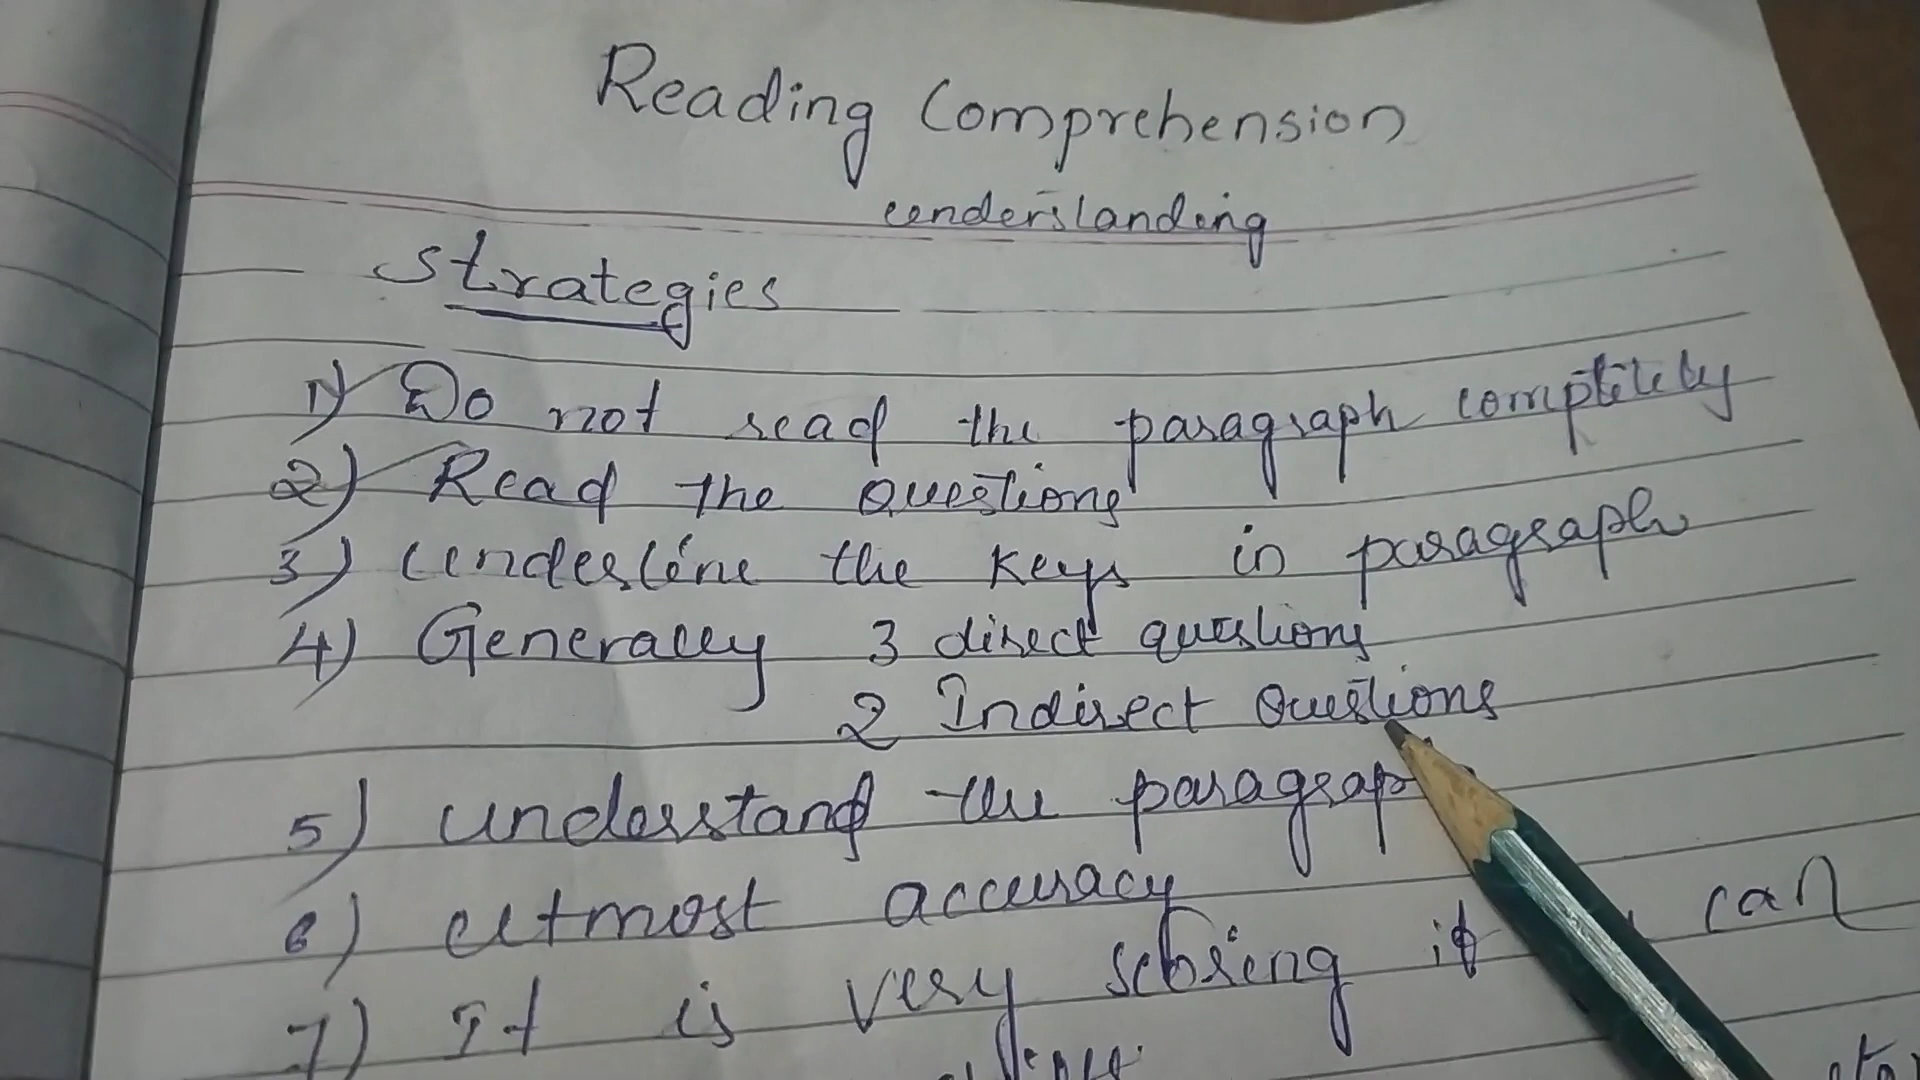 Reading Comprehension
understanding
Strategies
1) Do not read the paragraph completely
2) Read the Questions
3) Underline the keys in paragraph
4) Generally 3 direct questions
2 Indirect Questions
5) understand the paragrap
6) utmost accuracy
7) It is very scoring if can